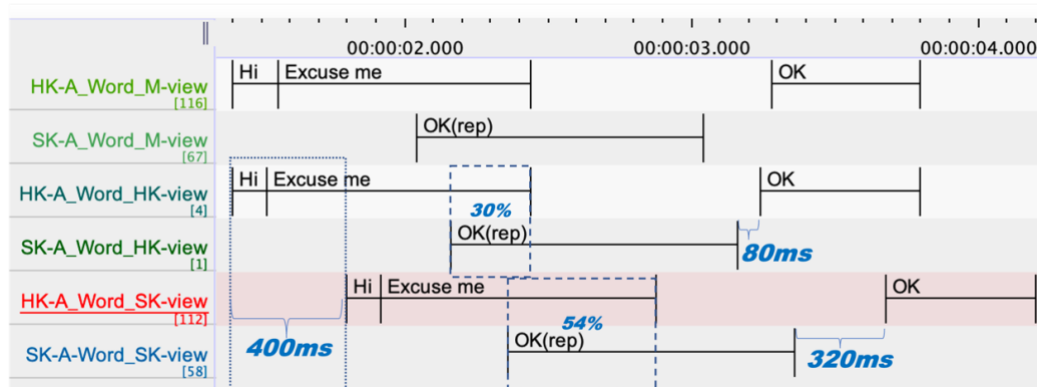 00:00:02.000 00:00:03.000 00:00:04.000
HK-A_Word_M-view Hi Excuse me OK
[116]
SK-A_Word_M-view OK(rep)
[67]
HK-A_Word_HK-view Hi Excuse me OK
[4]
30%
SK-A_Word_HK-view OK(rep) 80ms
[1]
HK-A_Word_SK-view Hi Excuse me OK
[112]
54%
SK-A-Word_SK-view 400ms OK(rep) 320ms
[58]